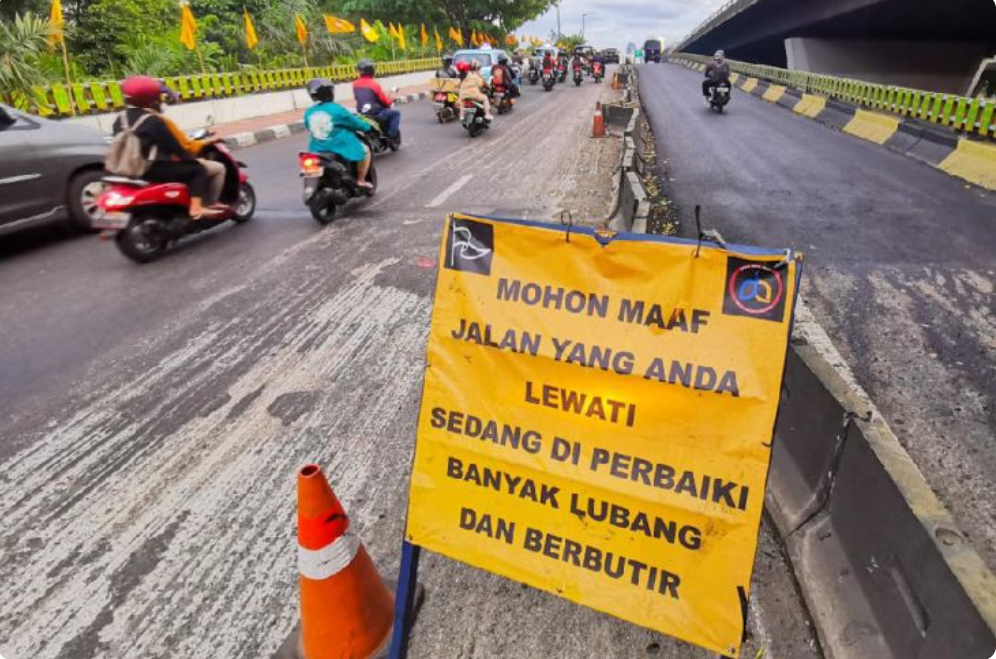 MOHON MAAF
JALAN YANG ANDA
LEWATI
SEDANG DI PERBAIKI
BANYAK LUBANG
DAN BERBUTIR